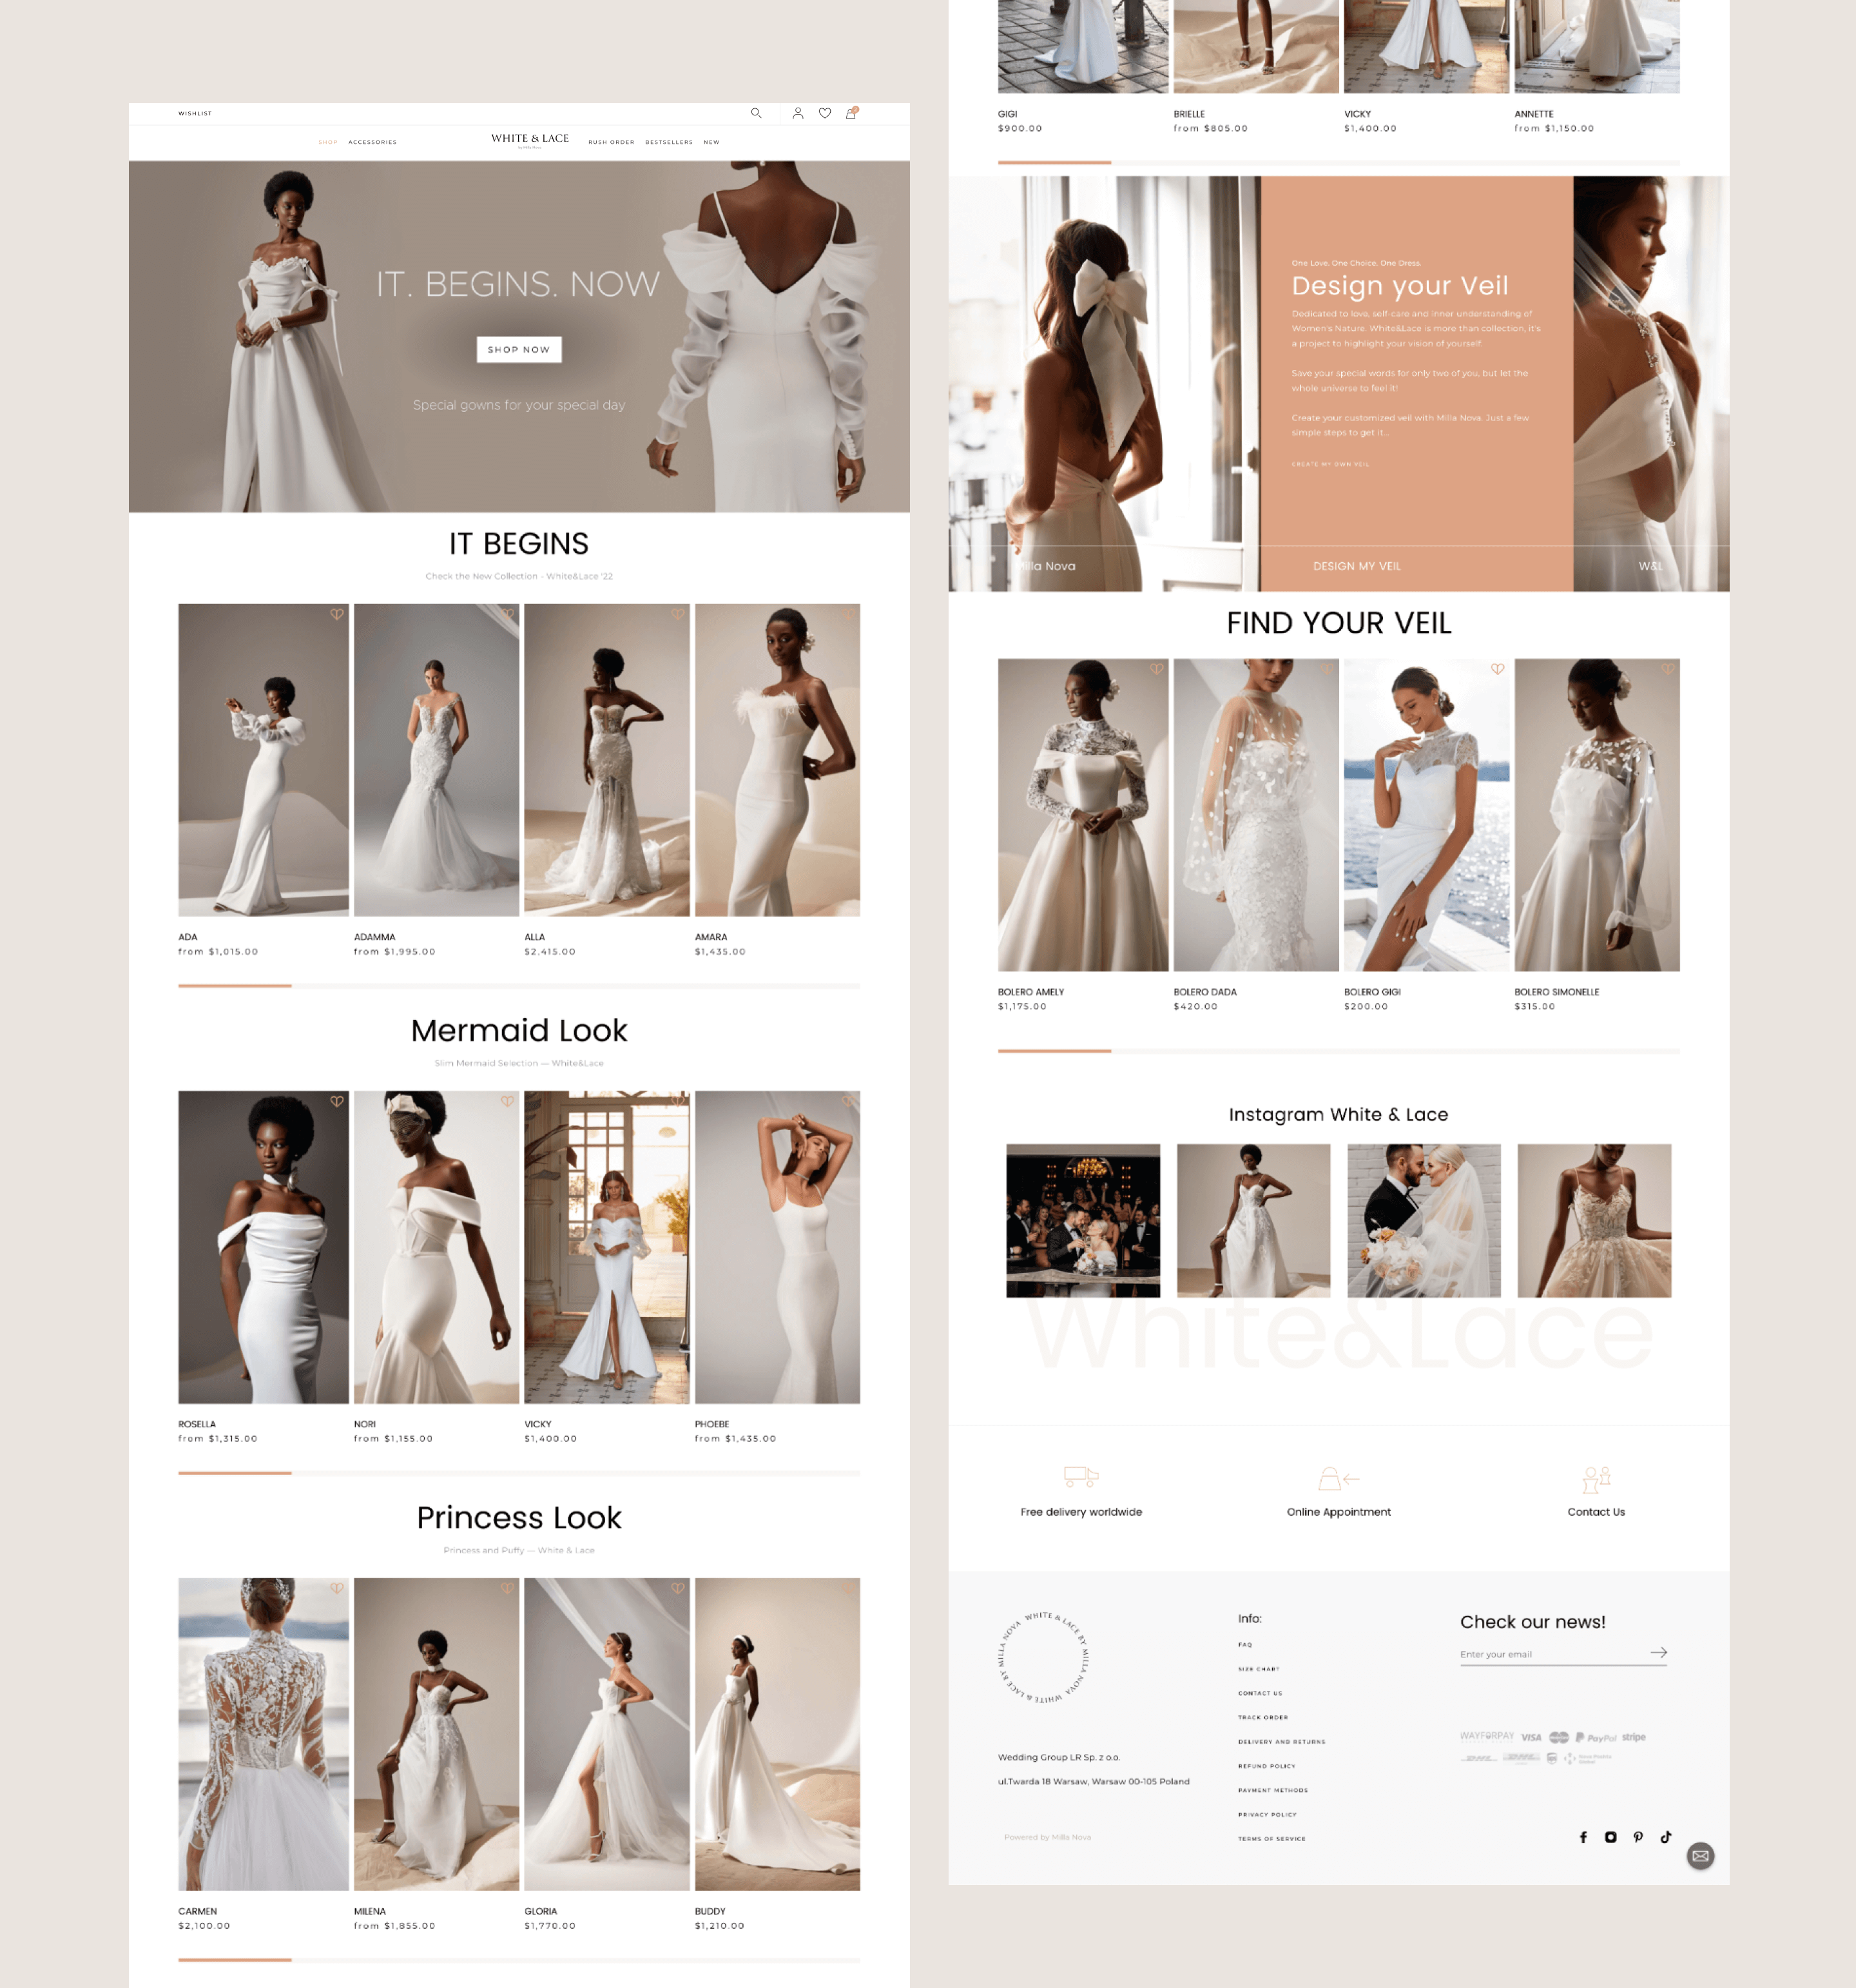 WISHLIST
2
SHOP ACCESSORIES
WHITE & LACE
by Milla Nova
RUSH ORDER BESTSELLERS NEW
IT. BEGINS. NOW
SHOP NOW
Special gowns for your special day
IT BEGINS
Check the New Collection - White&Lace '22
ADA ADAMMA ALLA AMARA
from $1,015.00 from $1,995.00 $2.415.00 $1,435.00
Mermaid Look
Slim Mermaid Selection — White&Lace
ROSELLA NORI VICKY PHOEBE
from $1,315.00 from $1,155.00 $1,400.00 from $1,435.00
Princess Look
Princess and Puffy — White & Lace
CARMEN MILENA GLORIA BUDDY
$2,100.00 from $1,855.00 $1,770.00 $1,210.00
GIGI BRIELLE VICKY ANNETTE
$900.00 from $805.00 $1,400.00 from $1,150.00
One Love. One Choice. One Dress.
Design your Veil
Dedicated to love, self-care and inner understanding of
Women's Nature. White&Lace is more than collection, it's
a project to highlight your vision of yourself.
Save your special words for only two of you, but let the
whole universe to feel it!
Create your customized veil with Milla Nova. Just a few
simple steps to get it...
CREATE MY OWN VEIL
Milla Nova DESIGN MY VEIL W&L
FIND YOUR VEIL
BOLERO AMELY BOLERO DADA BOLERO GIGI BOLERO SIMONELLE
$1,175.00 $420.00 $200.00 $315.00
Instagram White & Lace
White&Lace
Free delivery worldwide Online Appointment Contact Us
WHITE & LACE BY MILLA NOVA WHITE & LACE BY MILLA NOVA
Wedding Group LR Sp. z o.o.
ul.Twarda 18 Warsaw, Warsaw 00-105 Poland
Powered by Milla Nova
Info:
FAQ
SIZE CHART
CONTACT US
TRACK ORDER
DELIVERY AND RETURNS
REFUND POLICY
PAYMENT METHODS
PRIVACY POLICY
TERMS OF SERVICE
Check our news!
Enter your email
WAYFORPAY VISA PayPal stripe